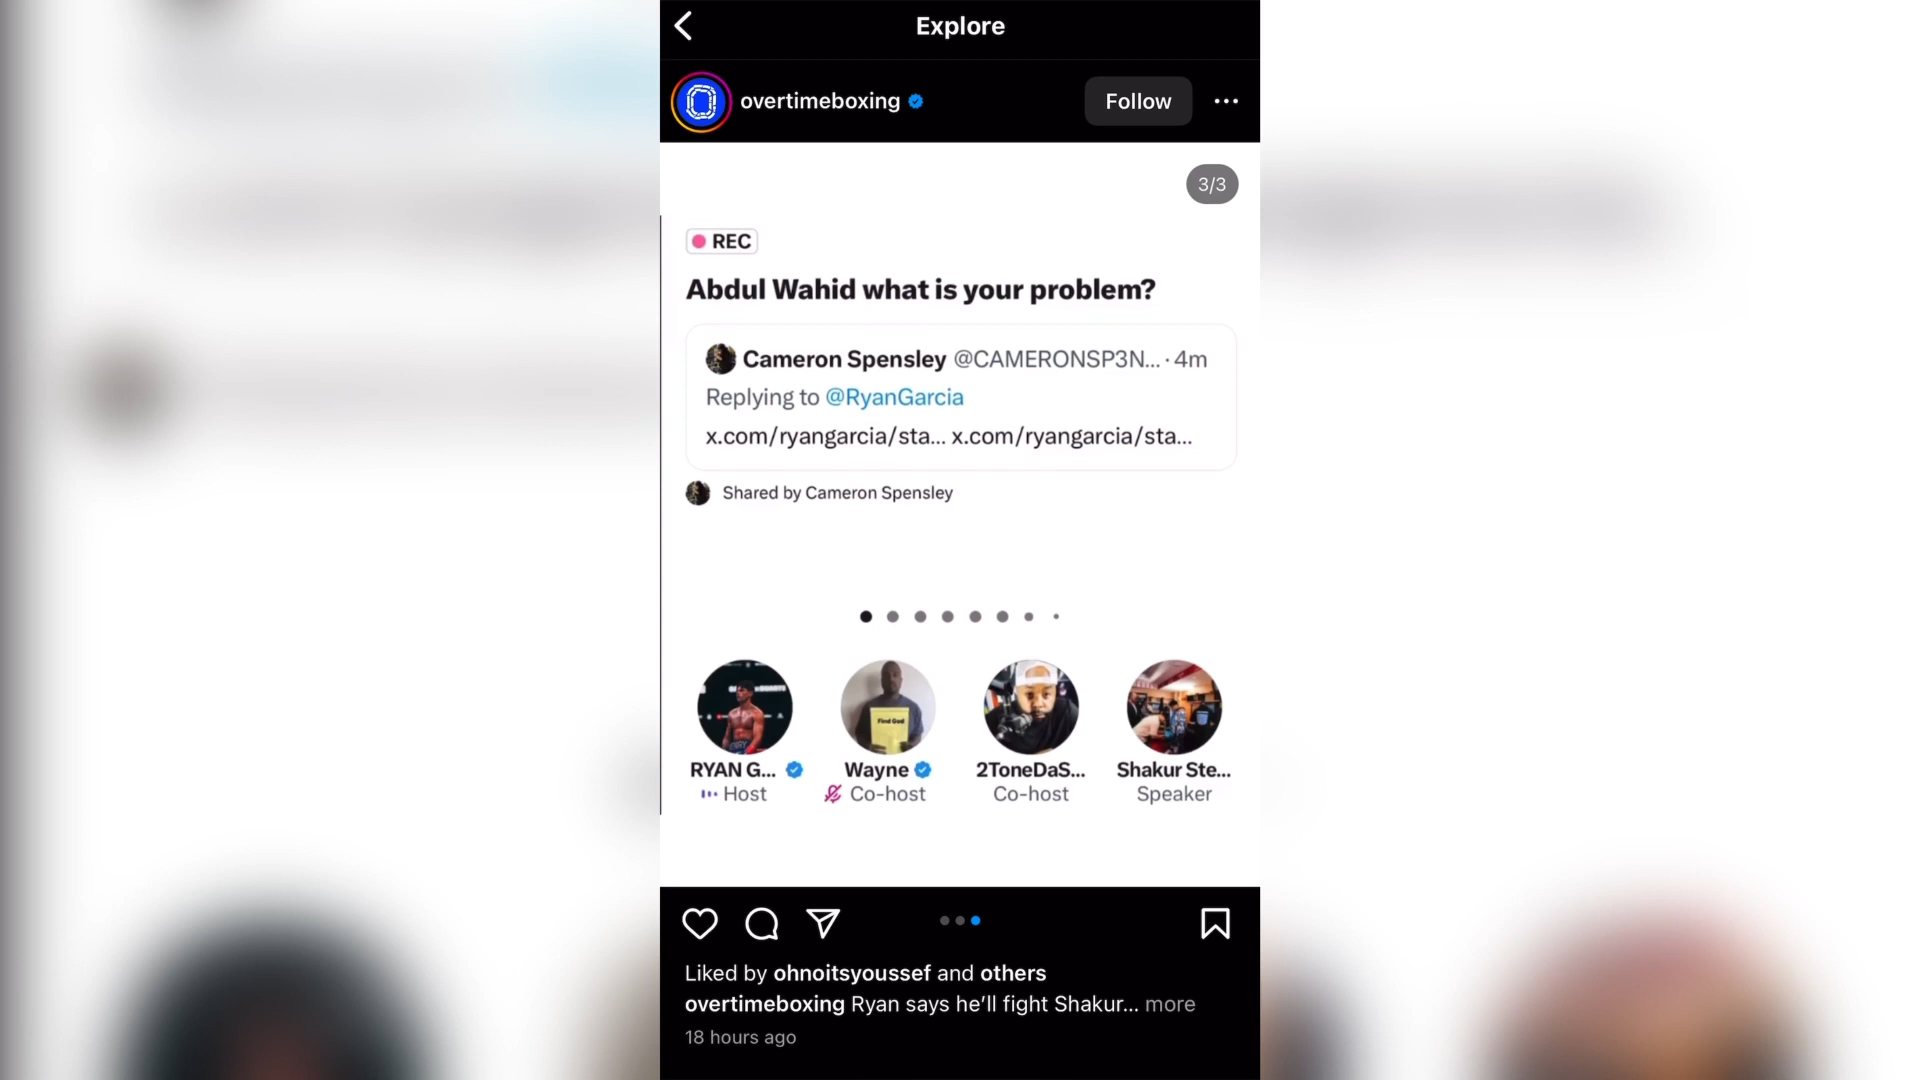 Explore
overtimeboxing
Follow
3/3
REC
Abdul Wahid what is your problem?
Cameron Spensley @CAMERONSP3N... · 4m
Replying to @RyanGarcia
x.com/ryangarcia/sta... x.com/ryangarcia/sta...
Shared by Cameron Spensley
Find God
RYAN G... Wayne 2ToneDaS... Shakur Ste...
Host Co-host Co-host Speaker
Liked by ohnoitsyoussef and others
overtimeboxing Ryan says he’ll fight Shakur... more
18 hours ago